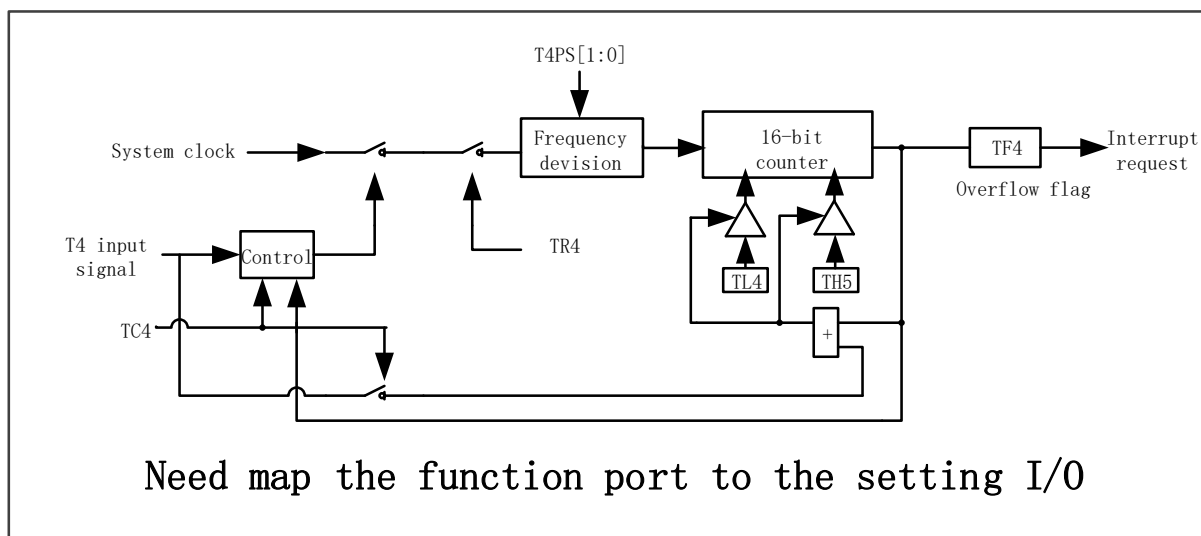 T4PS[1:0]
System clock
Frequency
devision
16-bit
counter
TF4
Interrupt
request
Overflow flag
T4 input
signal
Control
TR4
TL4
TH5
TC4
+
Need map the function port to the setting I/O